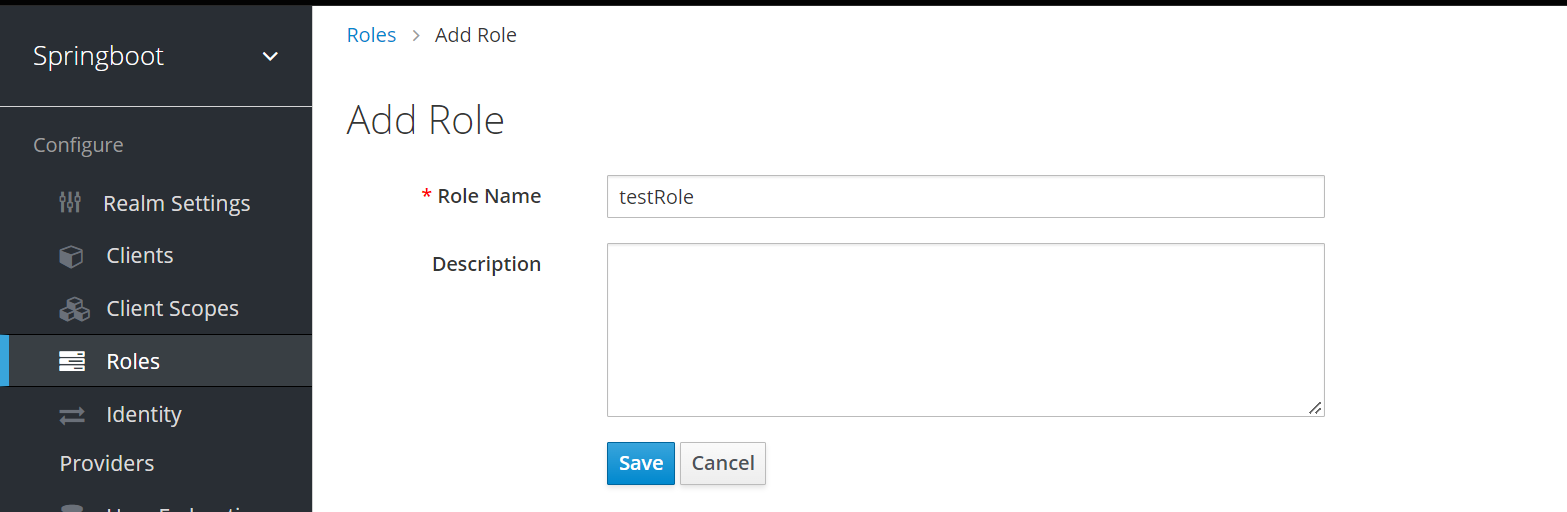 Springboot
Roles > Add Role
Add Role
Configure
Realm Settings
Clients
Client Scopes
Roles
Identity
Providers
* Role Name
testRole
Description
Save
Cancel